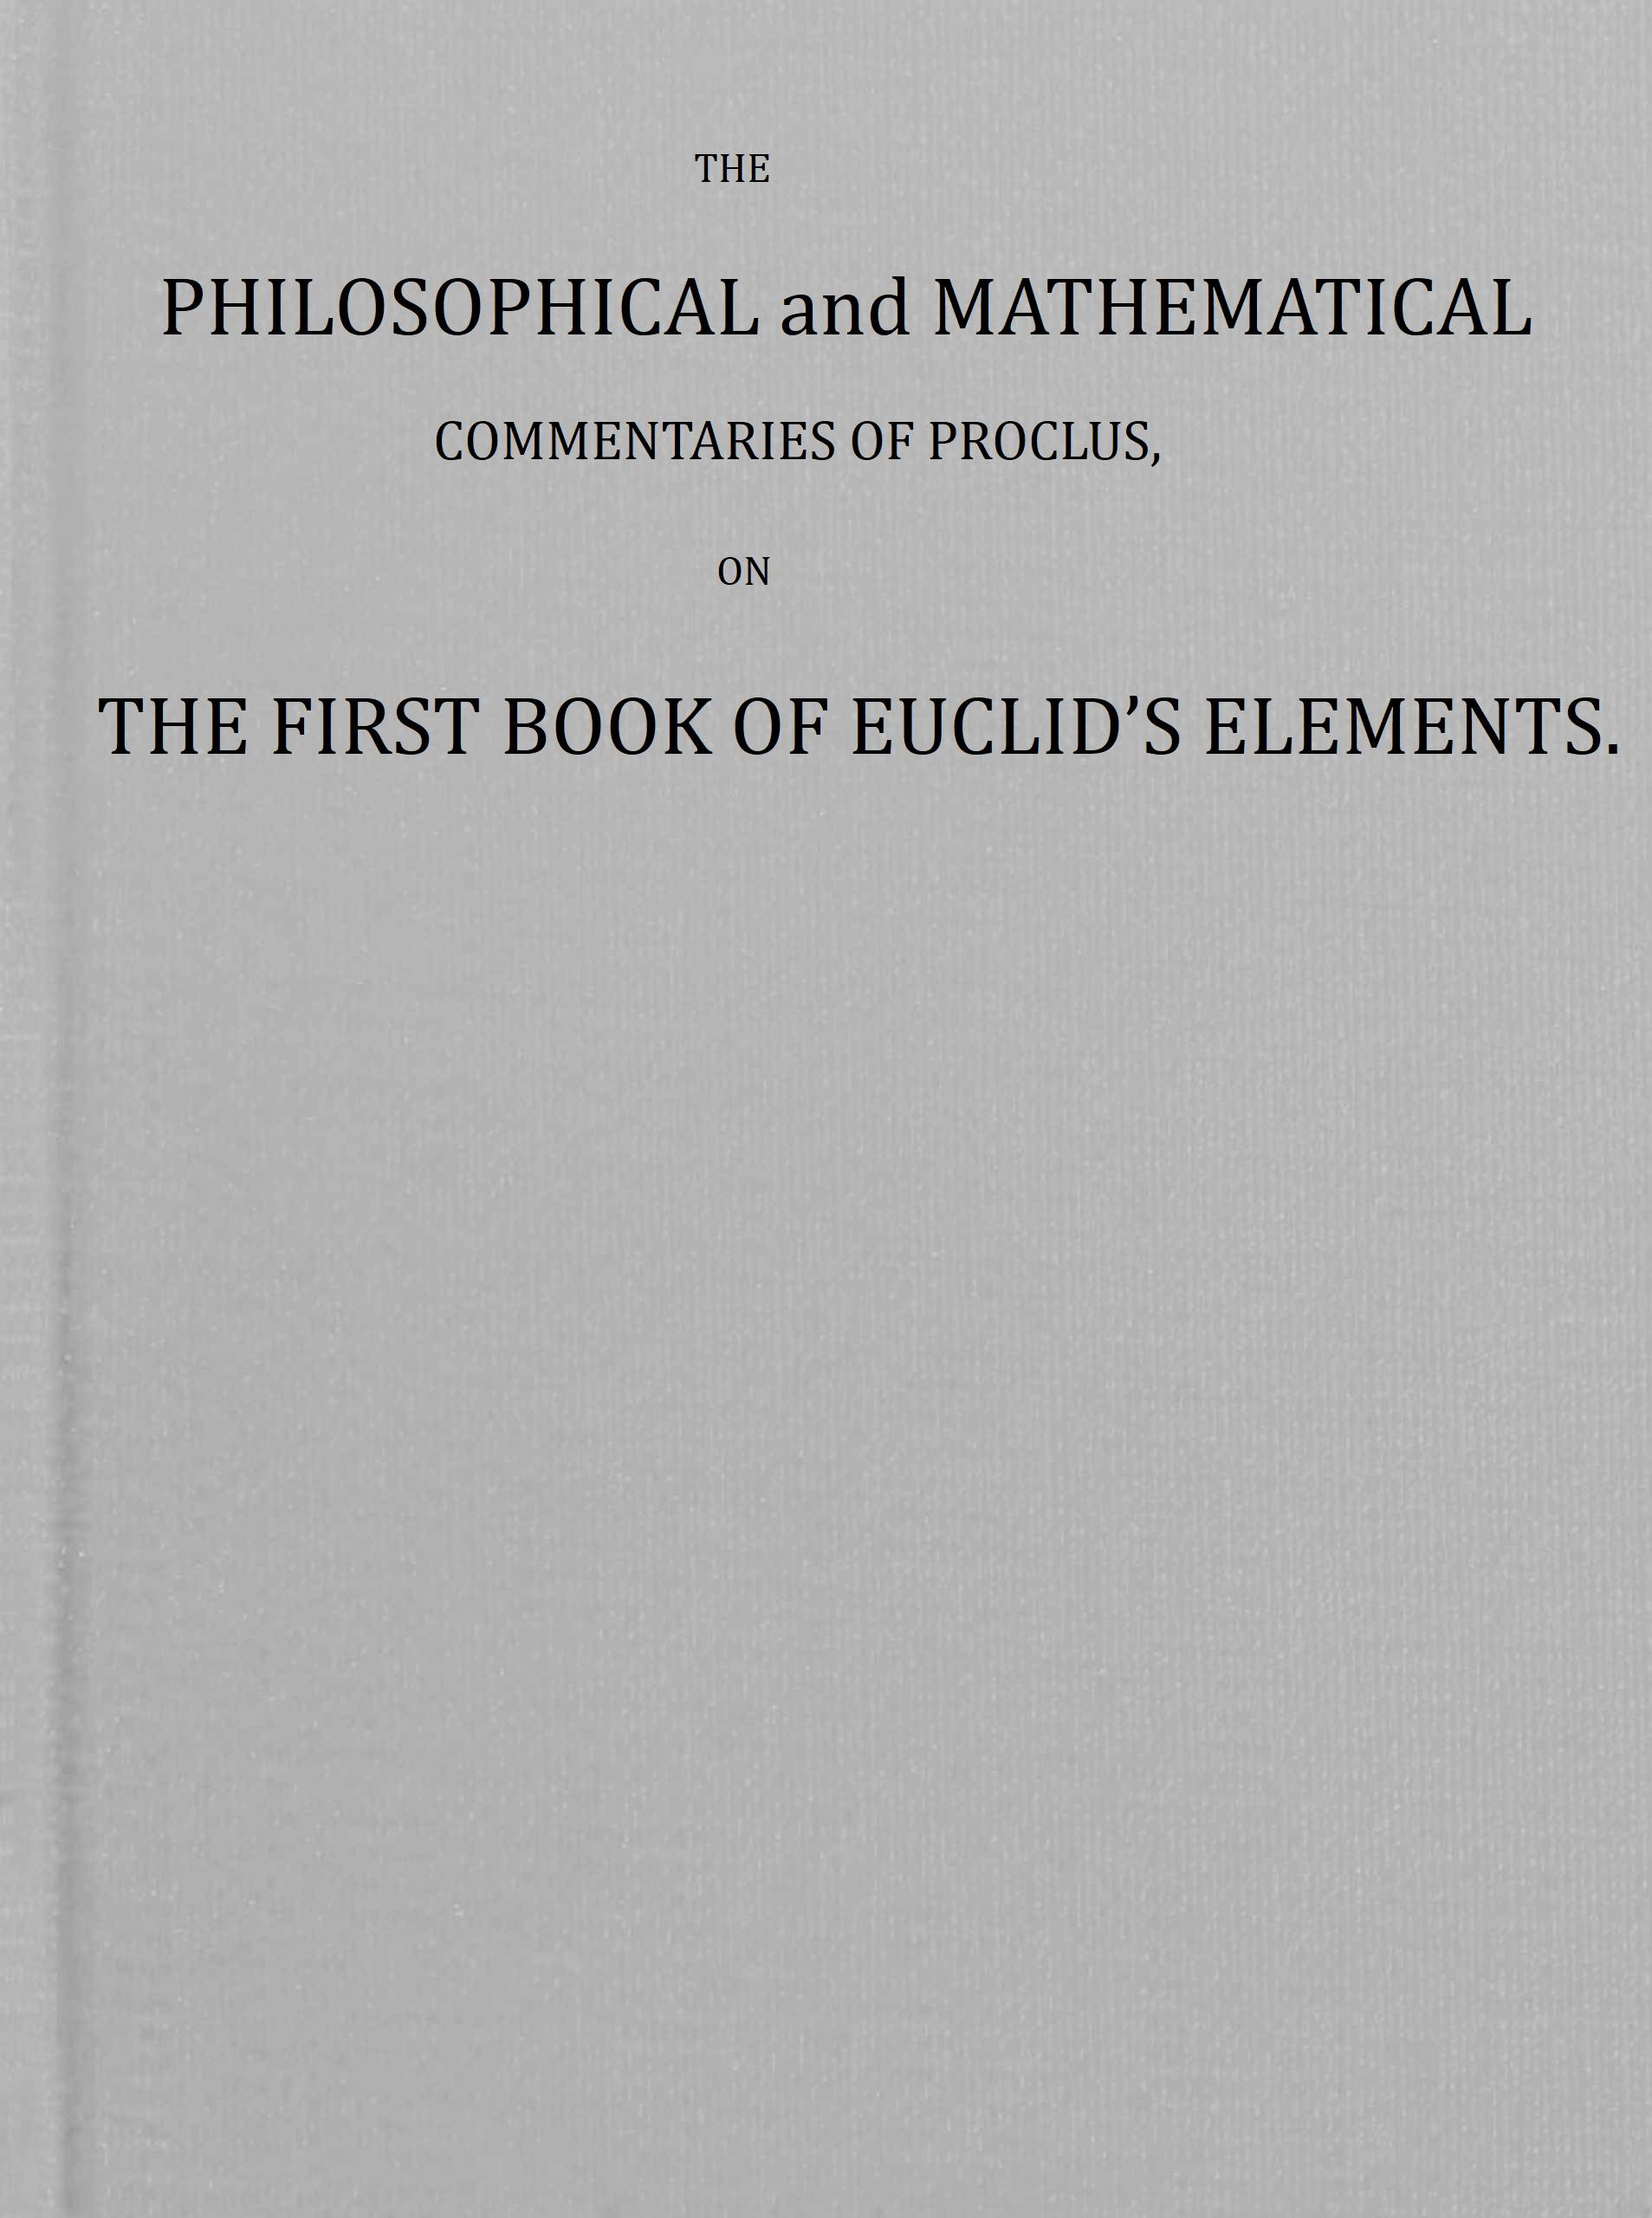 THE
PHILOSOPHICAL and MATHEMATICAL
COMMENTARIES OF PROCLUS,
ON
THE FIRST BOOK OF EUCLID’S ELEMENTS.